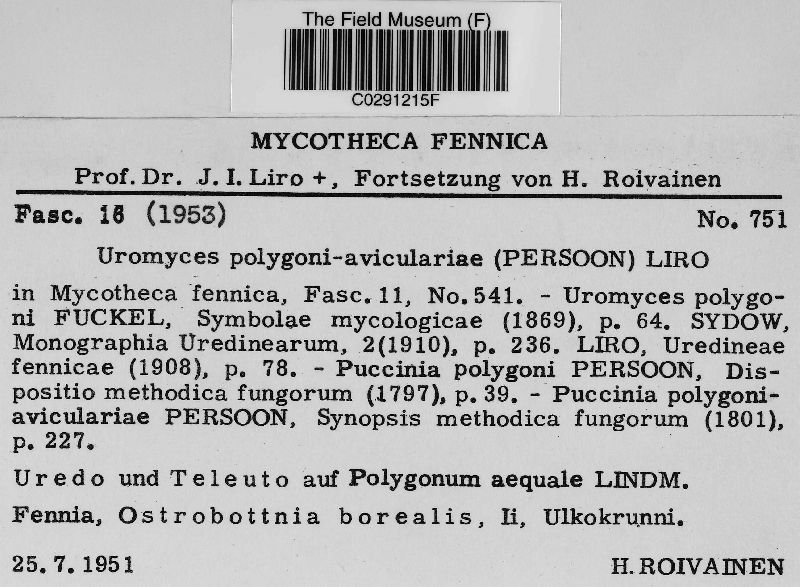 The Field Museum (F)
C0291215F
MYCOTHECA FENNICA
Prof. Dr. J. I. Liro +, Fortsetzung von H. Roivainen
Fasc. 16 (1953)
No. 751
Uromyces polygoni-aviculariae (PERSOON) LIRO
in Mycotheca fennica, Fasc. 11, No. 541. - Uromyces polygo-
ni FUCKEL, Symbolae mycologicae (1869), p. 64. SYDOW,
Monographia Uredinearum, 2(1910), p. 236. LIRO, Uredineae
fennicae (1908), p. 78. - Puccinia polygoni PERSOON, Dis-
positio methodica fungorum (1797), p. 39. - Puccinia polygoni-
aviculariae PERSOON, Synopsis methodica fungorum (1801),
p. 227.
Uredo und Teleuto auf Polygonum aequale LINDM.
Fennia, Ostrobottnia borealis, Ii, Ulkokrunni.
25. 7. 1951
H. ROIVAINEN